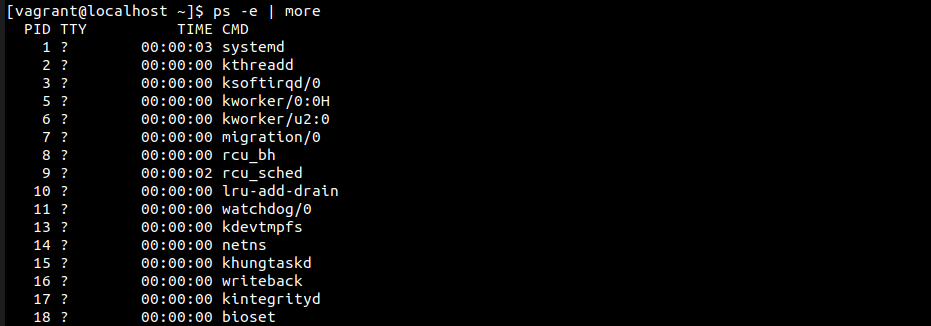 [vagrant@localhost ~]$ ps -e | more
  PID TTY          TIME CMD
    1 ?        00:00:03 systemd
    2 ?        00:00:00 kthreadd
    3 ?        00:00:00 ksoftirqd/0
    5 ?        00:00:00 kworker/0:0H
    6 ?        00:00:00 kworker/u2:0
    7 ?        00:00:00 migration/0
    8 ?        00:00:00 rcu_bh
    9 ?        00:00:02 rcu_sched
   10 ?        00:00:00 lru-add-drain
   11 ?        00:00:00 watchdog/0
   13 ?        00:00:00 kdevtmpfs
   14 ?        00:00:00 netns
   15 ?        00:00:00 khungtaskd
   16 ?        00:00:00 writeback
   17 ?        00:00:00 kintegrityd
   18 ?        00:00:00 bioset